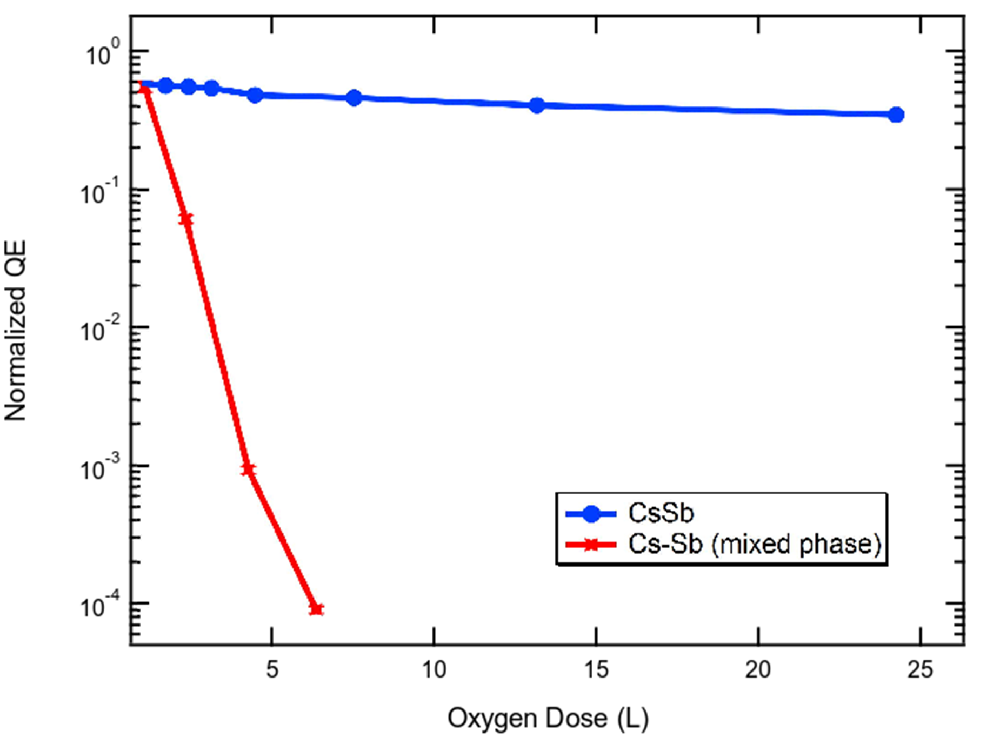 Normalized QE
10^0
10^-1
10^-2
10^-3
10^-4
CsSb
Cs-Sb (mixed phase)
5 10 15 20 25
Oxygen Dose (L)